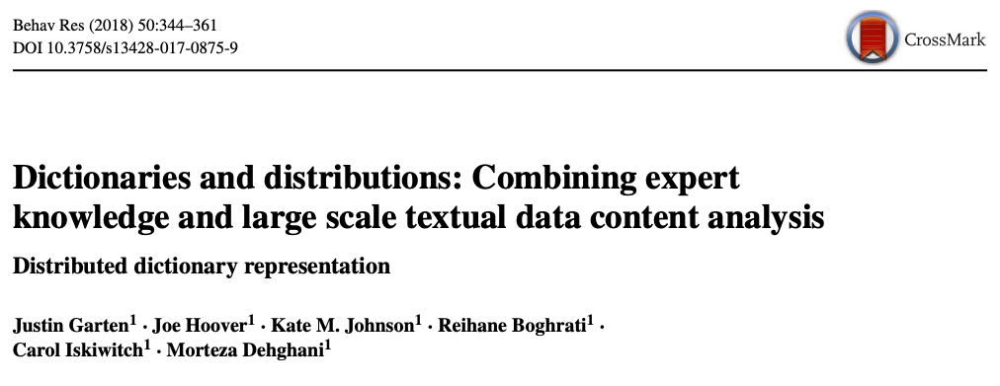 Behav Res (2018) 50:344–361
DOI 10.3758/s13428-017-0875-9
CrossMark
Dictionaries and distributions: Combining expert
knowledge and large scale textual data content analysis
Distributed dictionary representation
Justin Garten1 · Joe Hoover1 · Kate M. Johnson1 · Reihane Boghrati1 ·
Carol Iskiwitch1 · Morteza Dehghani1